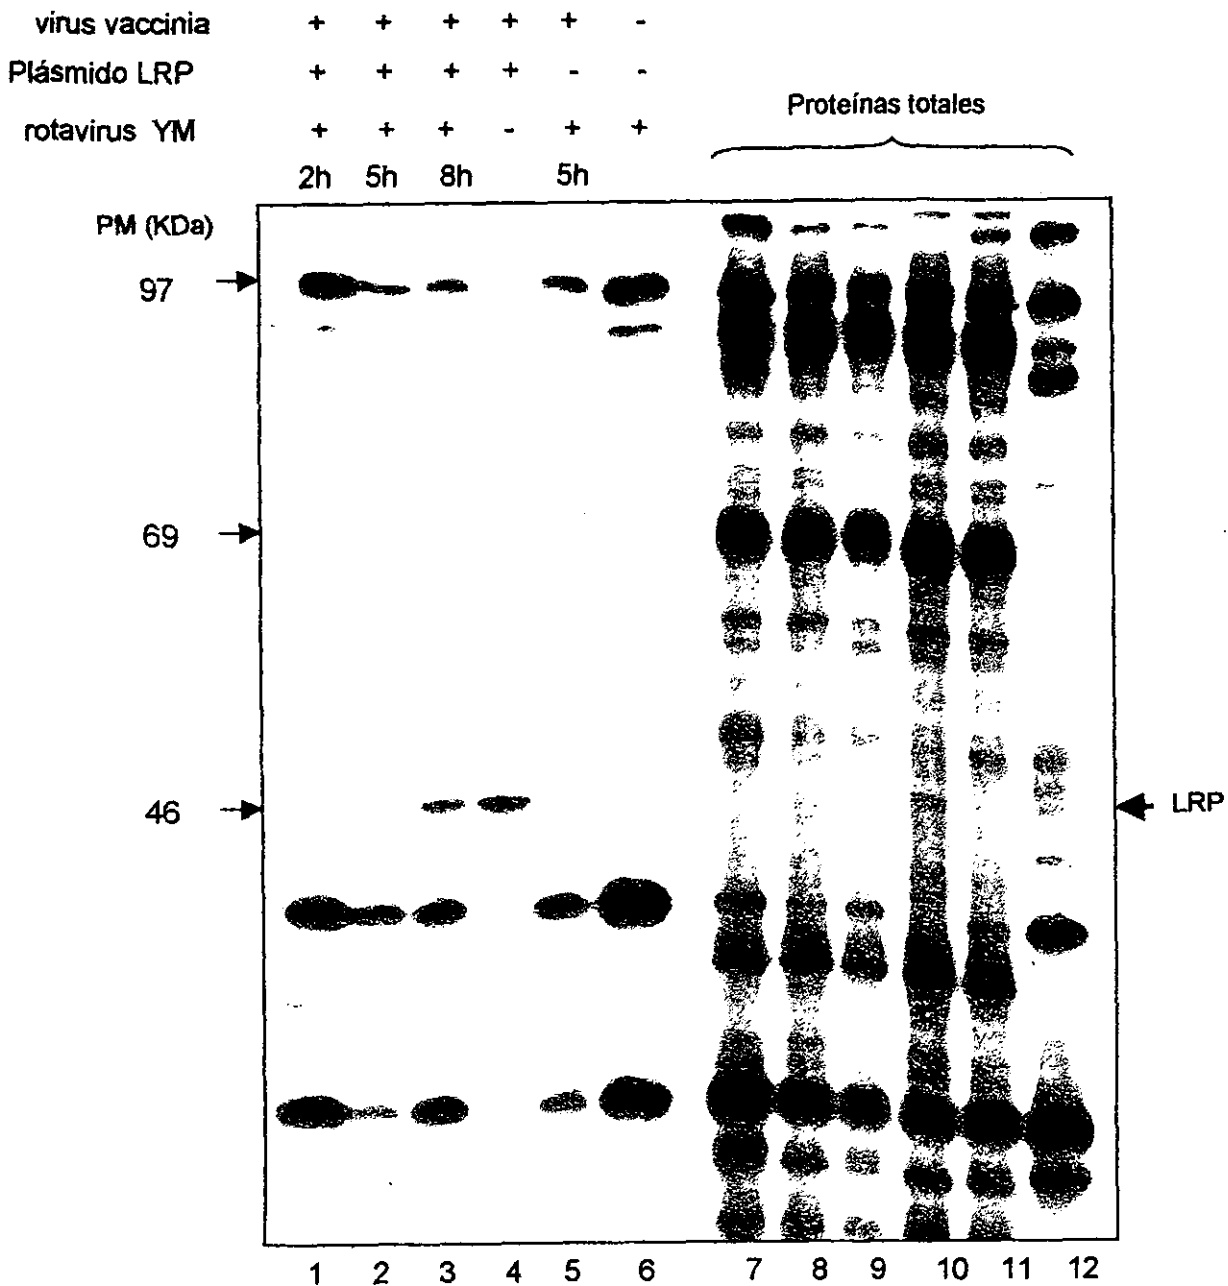 virus vaccinia + + + + + -
Plásmido LRP + + + + - -
rotavirus YM + + + - + +
2h 5h 8h 5h
Proteínas totales
PM (KDa)
97
69
46
LRP
1 2 3 4 5 6 7 8 9 10 11 12